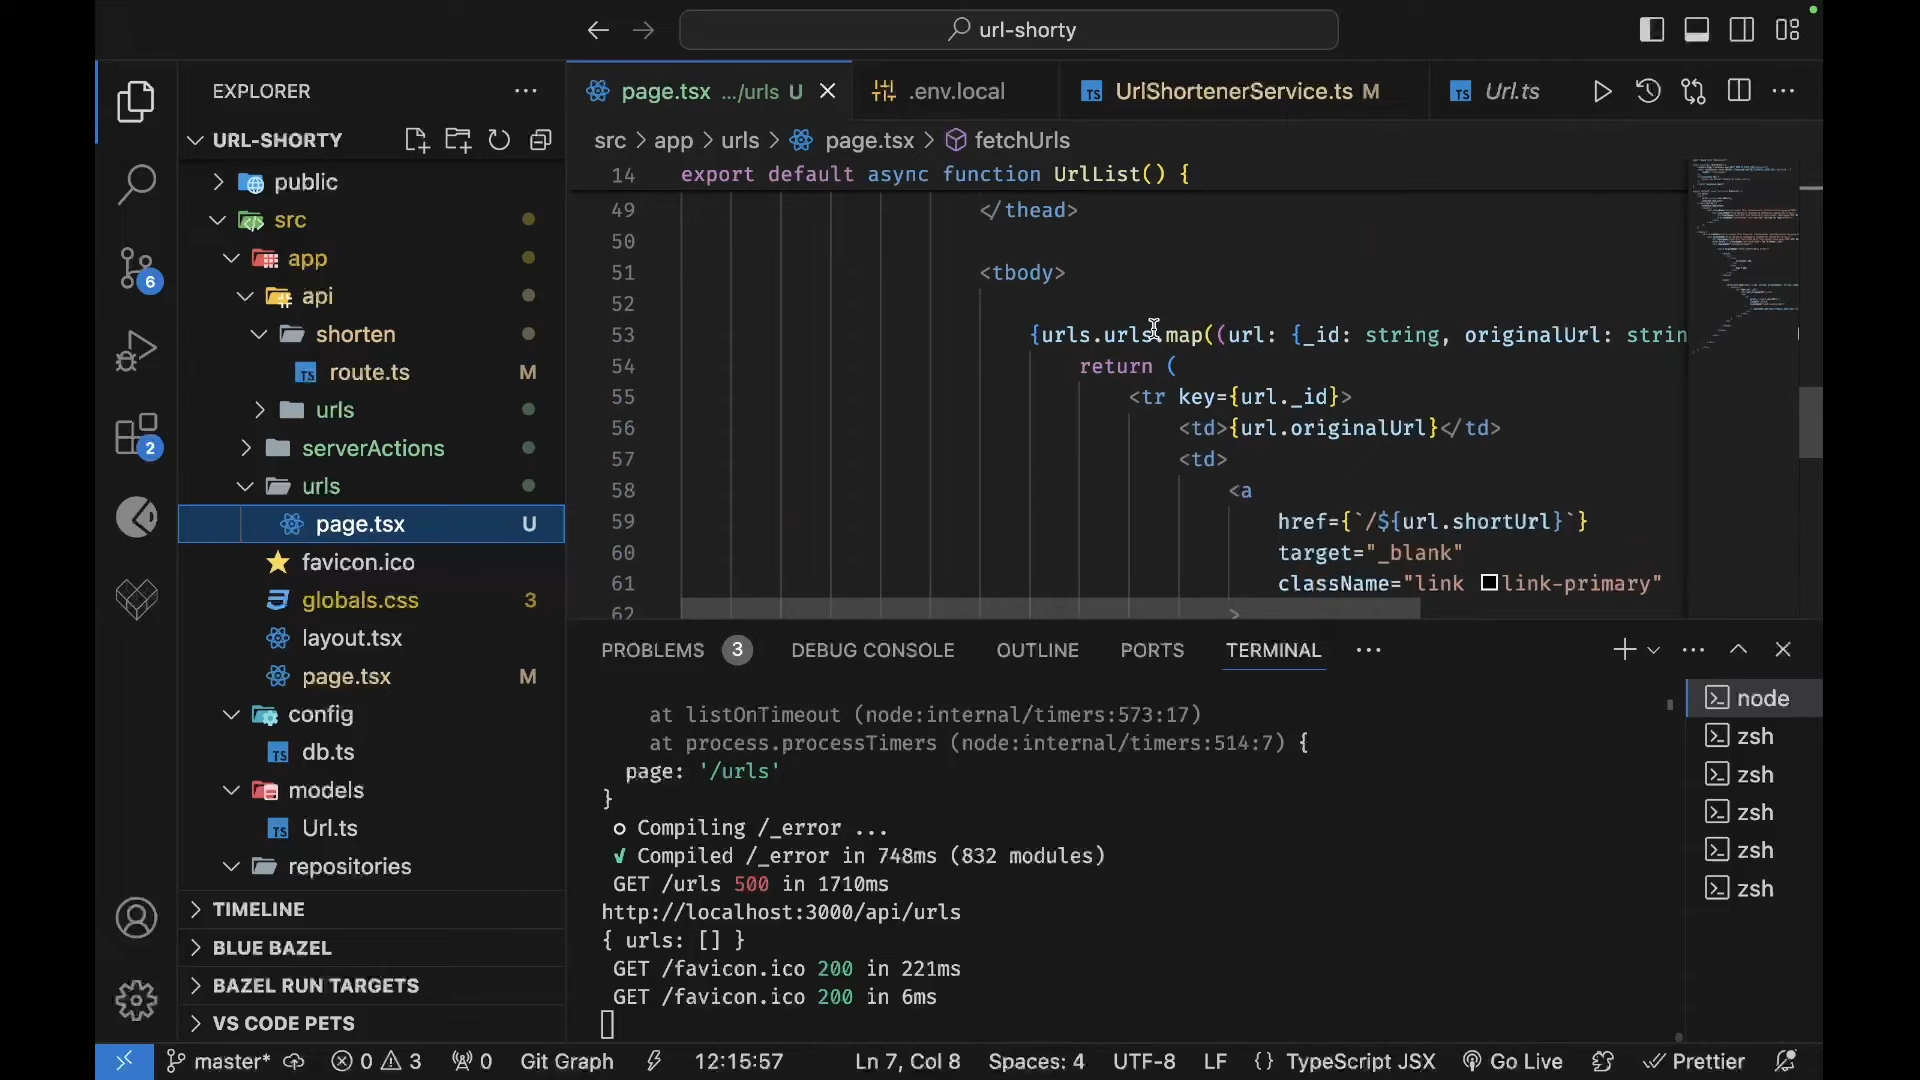 url-shorty
EXPLORER
page.tsx .../urls U
.env.local
UrlShortenerService.ts M
Url.ts
URL-SHORTY
src > app > urls > page.tsx > fetchUrls
public
src
app
api
shorten
route.ts M
urls
serverActions
urls
page.tsx U
favicon.ico
globals.css 3
layout.tsx
page.tsx M
config
db.ts
models
Url.ts
repositories
TIMELINE
BLUE BAZEL
BAZEL RUN TARGETS
VS CODE PETS
6
2
14 export default async function UrlList() {
49 </thead>
50
51 <tbody>
52
53 {urls.urls.map((url: {_id: string, originalUrl: strin
54 return (
55 <tr key={url._id}>
56 <td>{url.originalUrl}</td>
57 <td>
58 <a
59 href={`/${url.shortUrl}`}
60 target="_blank"
61 className="link link-primary"
62 >
PROBLEMS 3 DEBUG CONSOLE OUTLINE PORTS TERMINAL
at listOnTimeout (node:internal/timers:573:17)
at process.processTimers (node:internal/timers:514:7) {
page: '/urls'
}
○ Compiling /_error ...
✓ Compiled /_error in 748ms (832 modules)
GET /urls 500 in 1710ms
http://localhost:3000/api/urls
{ urls: [] }
GET /favicon.ico 200 in 221ms
GET /favicon.ico 200 in 6ms
node
zsh
zsh
zsh
zsh
zsh
master* 0 3 0 Git Graph 12:15:57 Ln 7, Col 8 Spaces: 4 UTF-8 LF {} TypeScript JSX Go Live Prettier